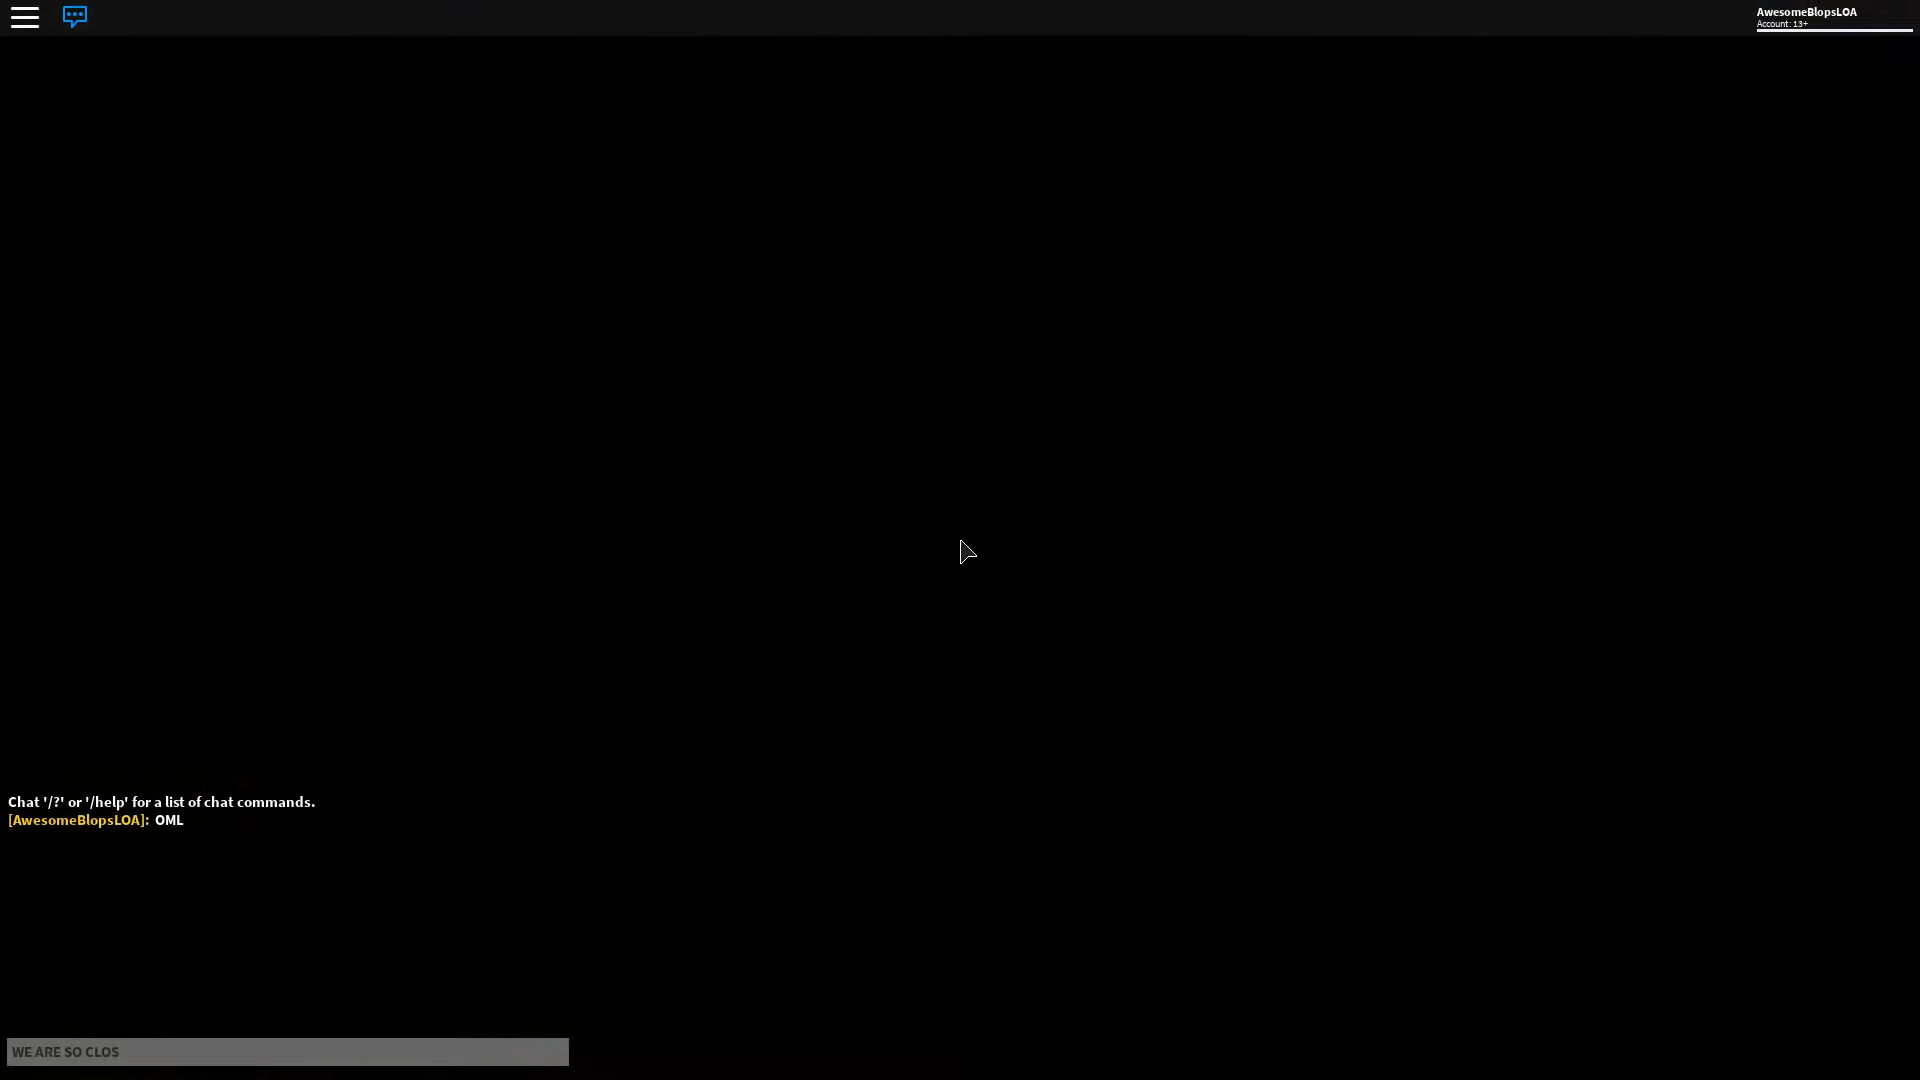 AwesomeBlopsLOA
Account: 13+
Chat '/?' or '/help' for a list of chat commands.
[AwesomeBlopsLOA]: OML
WE ARE SO CLOS